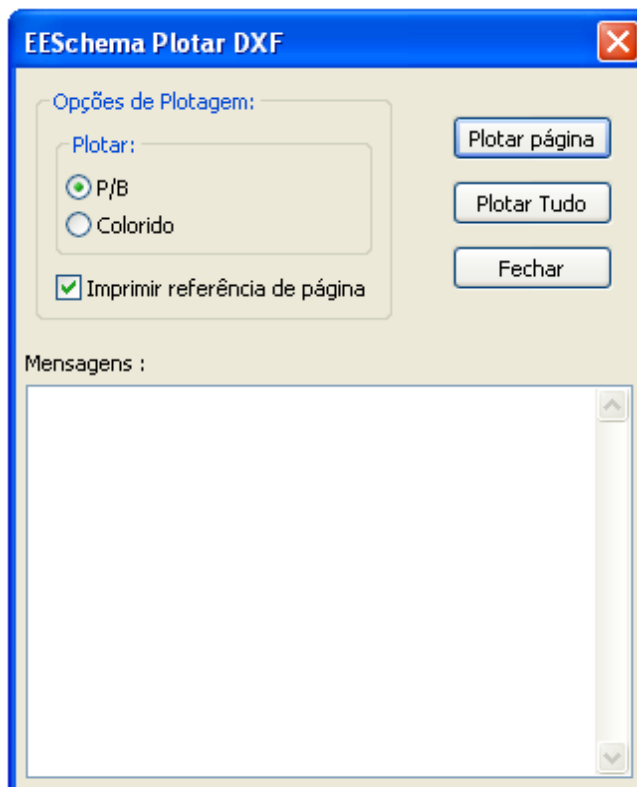 EESchema Plotar DXF
Opções de Plotagem:
Plotar:
P/B
Colorido
Imprimir referência de página
Plotar página
Plotar Tudo
Fechar
Mensagens :